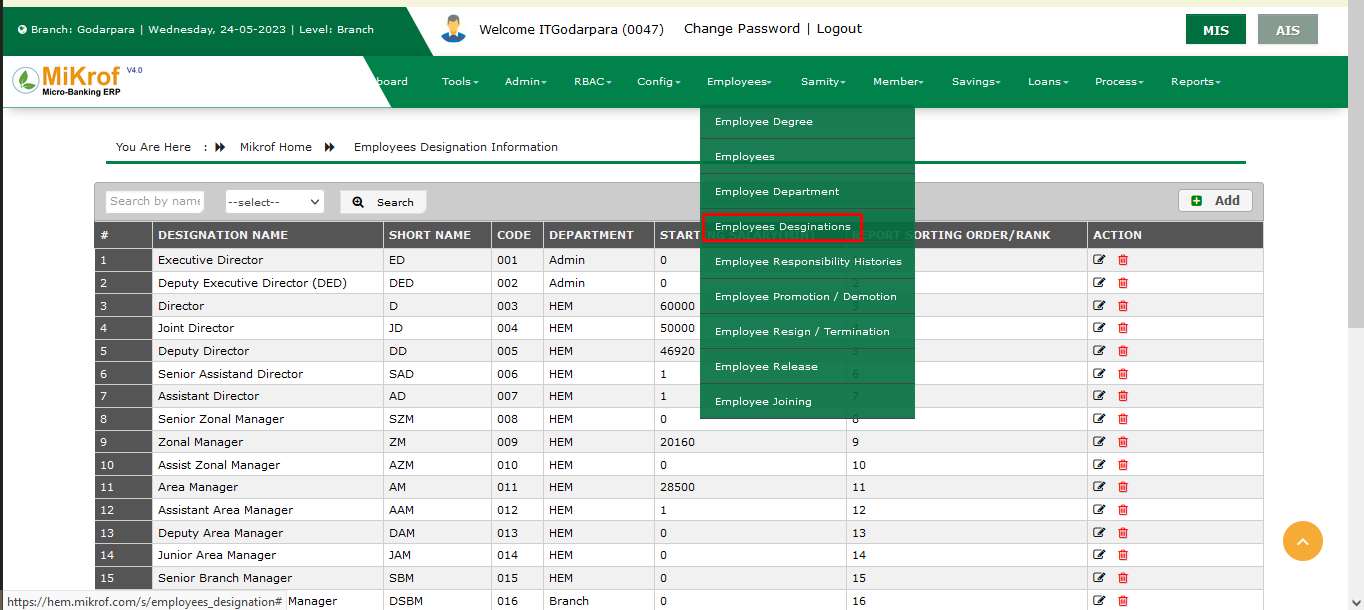 Branch: Godarpara | Wednesday, 24-05-2023 | Level: Branch
Welcome ITGodarpara (0047) Change Password | Logout
MIS AIS
MiKrof V4.0
Micro-Banking ERP
board Tools Admin RBAC Config Employees Samity Member Savings Loans Process Reports
Employee Degree
Employees
Employee Department
Employees Desginations
Employee Responsibility Histories
Employee Promotion / Demotion
Employee Resign / Termination
Employee Release
Employee Joining
You Are Here : Mikrof Home Employees Designation Information
Search by name --select-- Search Add
# DESIGNATION NAME SHORT NAME CODE DEPARTMENT STARTING SALARY(MIN) REPORT SORTING ORDER/RANK ACTION
1 Executive Director ED 001 Admin 0
2 Deputy Executive Director (DED) DED 002 Admin 0 2
3 Director D 003 HEM 60000 3
4 Joint Director JD 004 HEM 50000
5 Deputy Director DD 005 HEM 46920 5
6 Senior Assistand Director SAD 006 HEM 1 6
7 Assistant Director AD 007 HEM 1 7
8 Senior Zonal Manager SZM 008 HEM 0 8
9 Zonal Manager ZM 009 HEM 20160 9
10 Assist Zonal Manager AZM 010 HEM 0 10
11 Area Manager AM 011 HEM 28500 11
12 Assistant Area Manager AAM 012 HEM 1 12
13 Deputy Area Manager DAM 013 HEM 0 13
14 Junior Area Manager JAM 014 HEM 0 14
15 Senior Branch Manager SBM 015 HEM 0 15
Manager DSBM 016 Branch 0 16
https://hem.mikrof.com/s/employees_designation#